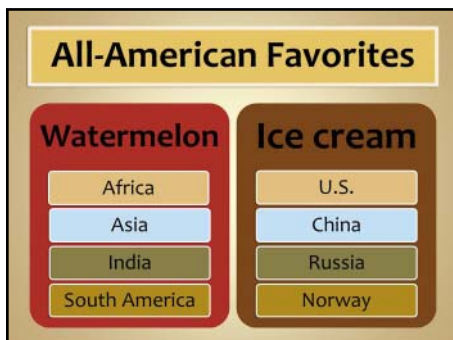 All-American Favorites
Watermelon
Africa
Asia
India
South America
Ice cream
U.S.
China
Russia
Norway